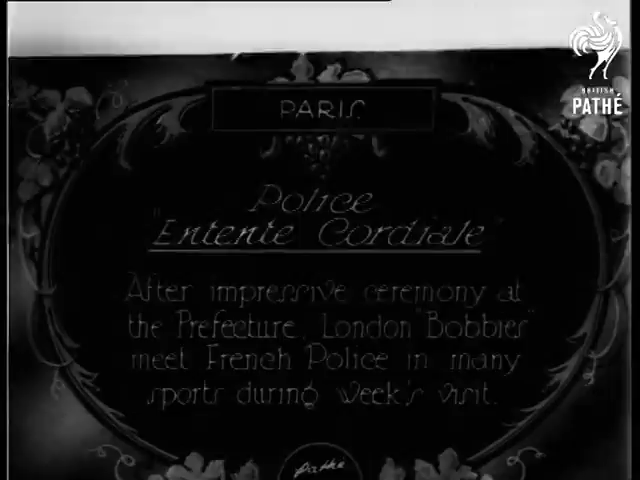 BRITISH
PATHÉ
PARIS.
Police
"Entente Cordiale"
After impressive ceremony at
the Prefecture, London "Bobbies"
meet French Police in many
sports during week's visit.
Pathe